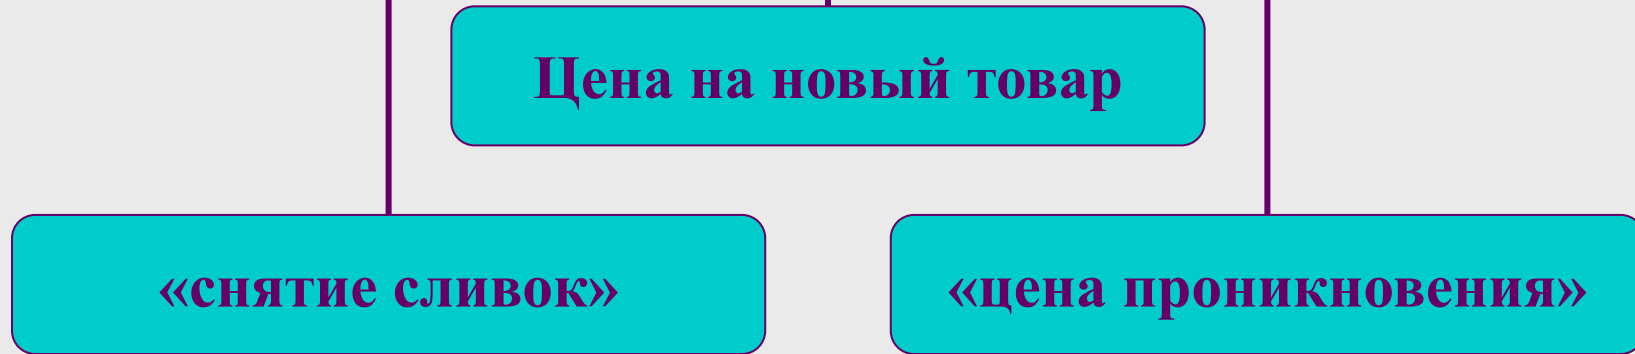 Цена на новый товар
«снятие сливок»
«цена проникновения»